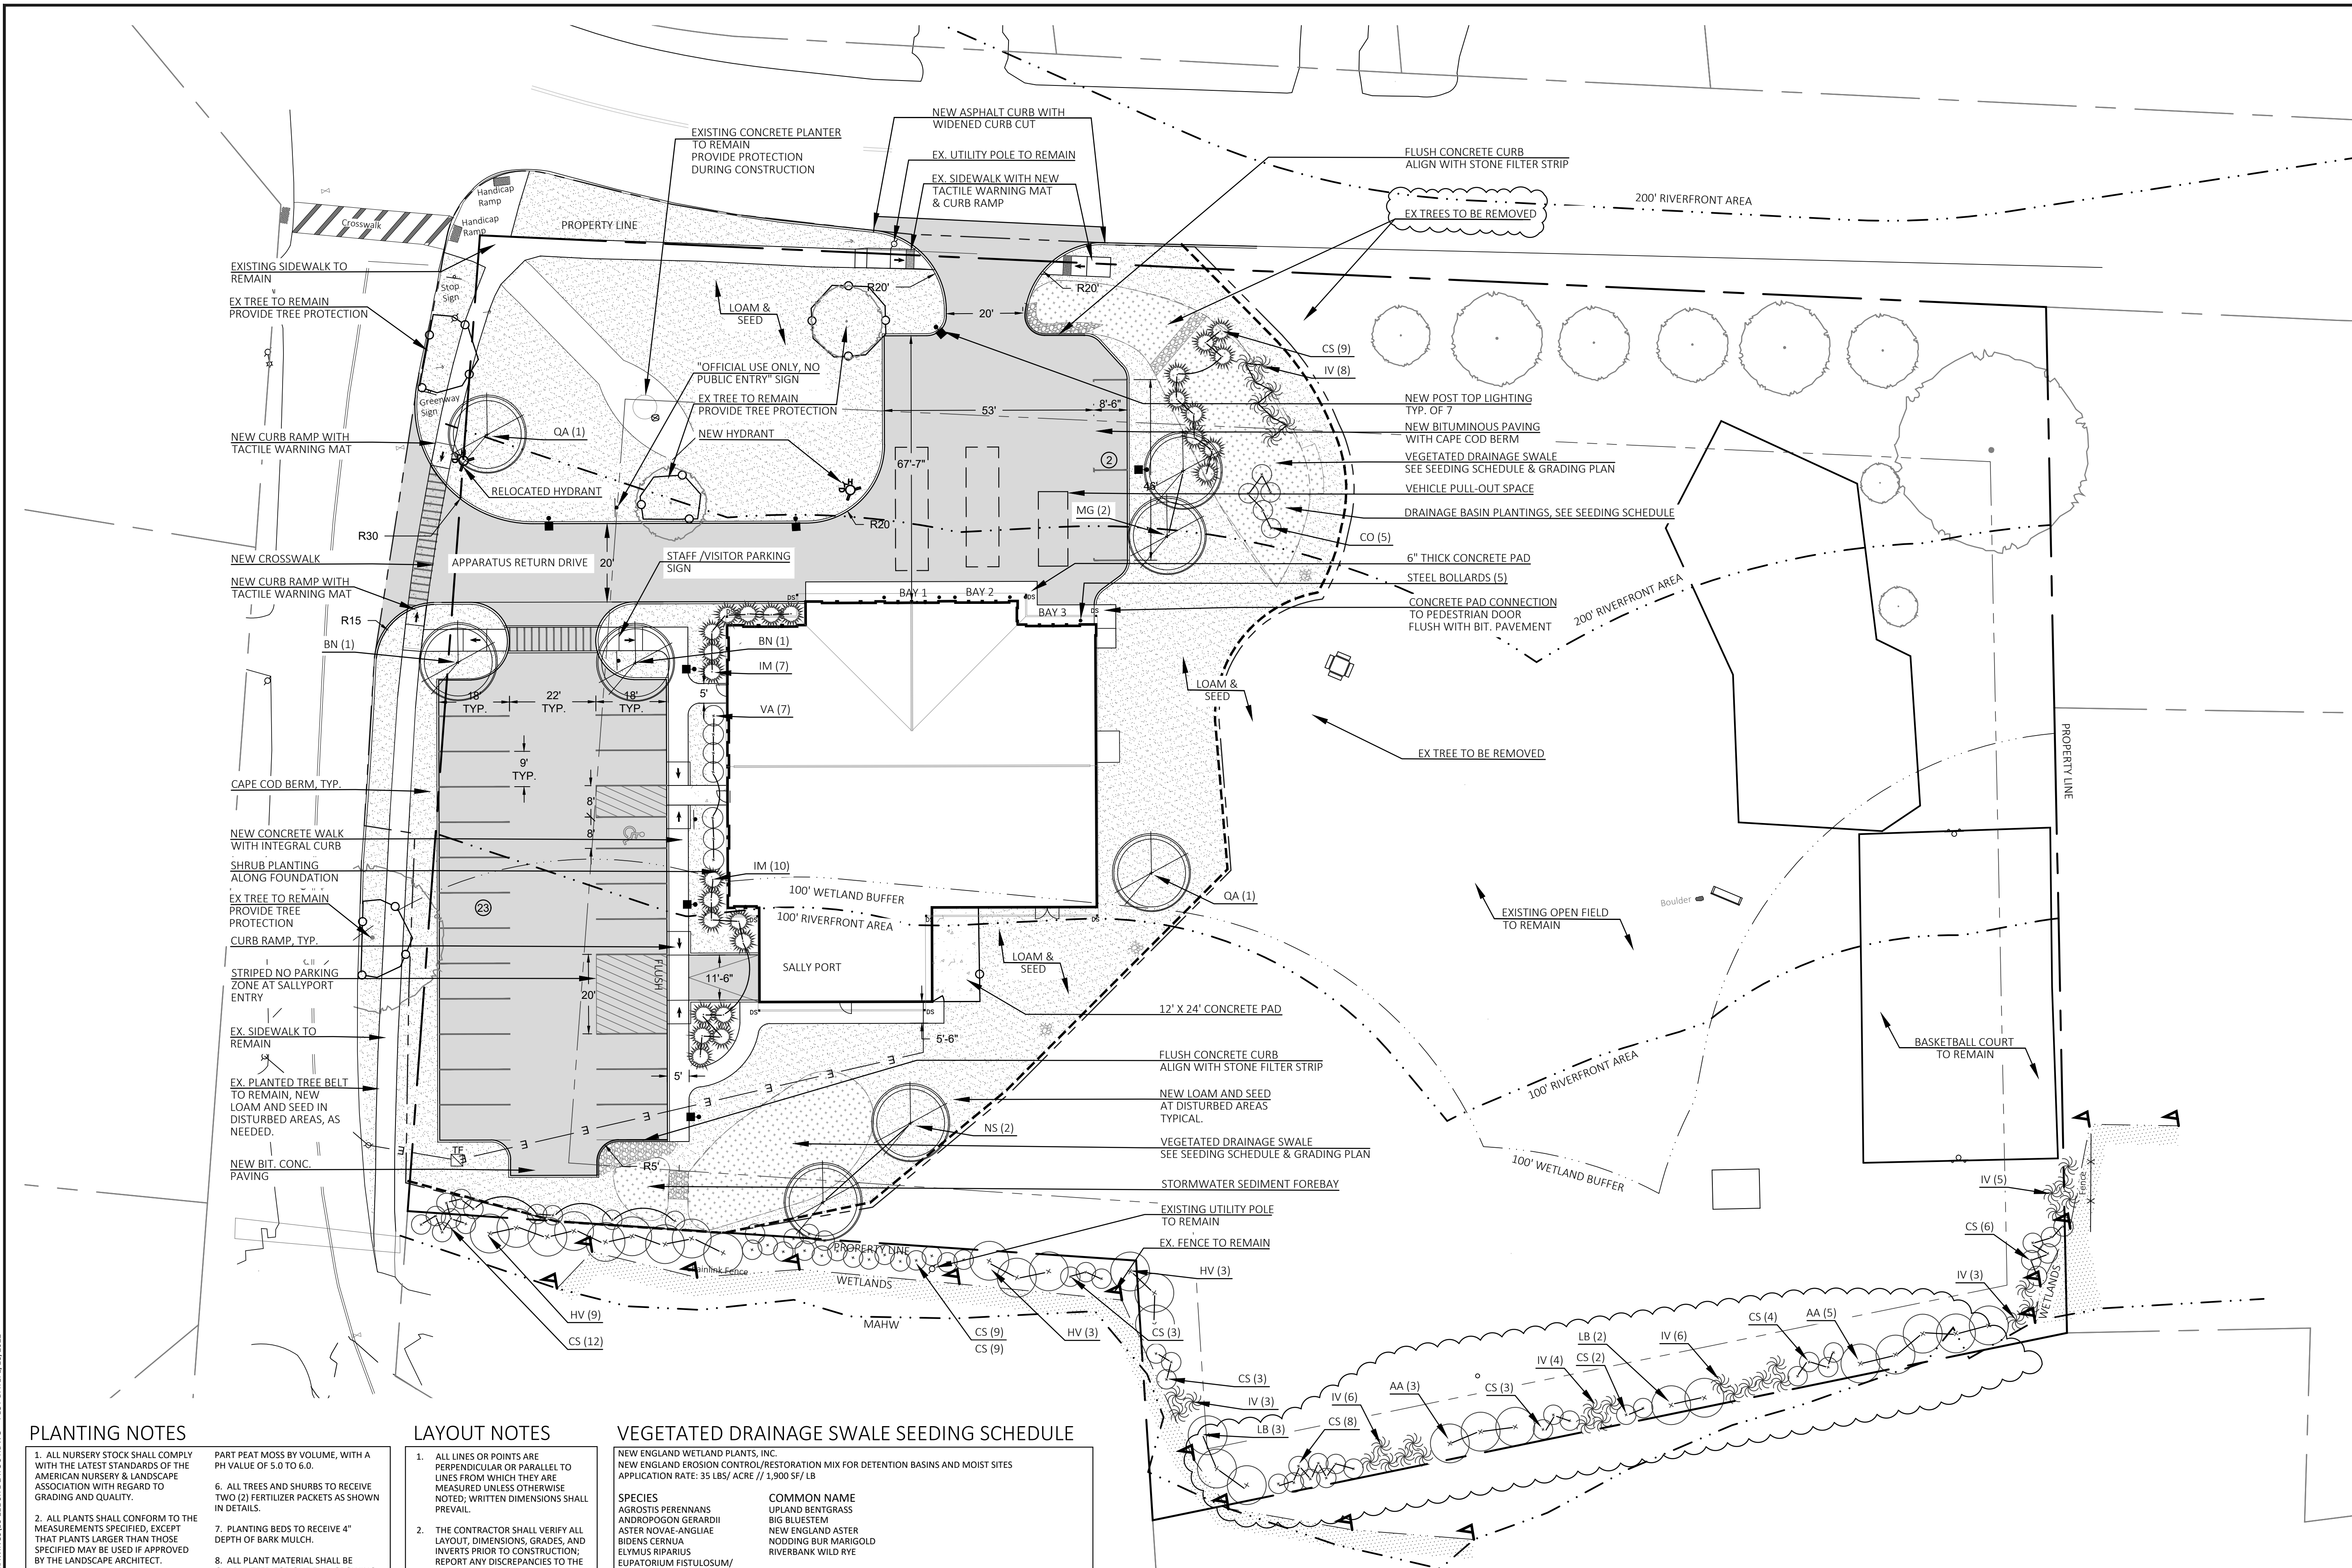 NEW ASPHALT CURB WITH
WIDENED CURB CUT
EXISTING CONCRETE PLANTER
TO REMAIN
PROVIDE PROTECTION
DURING CONSTRUCTION
EX. UTILITY POLE TO REMAIN
EX. SIDEWALK WITH NEW
TACTILE WARNING MAT
& CURB RAMP
FLUSH CONCRETE CURB
ALIGN WITH STONE FILTER STRIP
200' RIVERFRONT AREA
EX TREES TO BE REMOVED
Handicap
Ramp
Handicap
Ramp
Crosswalk
PROPERTY LINE
EXISTING SIDEWALK TO
REMAIN
Stop
Sign
EX TREE TO REMAIN
PROVIDE TREE PROTECTION
LOAM &
SEED
R20'
20'
R20'
CS (9)
IV (8)
"OFFICIAL USE ONLY, NO
PUBLIC ENTRY" SIGN
EX TREE TO REMAIN
PROVIDE TREE PROTECTION
Greenway
Sign
53'
8'-6"
NEW POST TOP LIGHTING
TYP. OF 7
NEW HYDRANT
QA (1)
NEW BITUMINOUS PAVING
WITH CAPE COD BERM
NEW CURB RAMP WITH
TACTILE WARNING MAT
67'-7"
2
VEGETATED DRAINAGE SWALE
SEE SEEDING SCHEDULE & GRADING PLAN
RELOCATED HYDRANT
VEHICLE PULL-OUT SPACE
MG (2)
DRAINAGE BASIN PLANTINGS, SEE SEEDING SCHEDULE
R30
R20
CO (5)
NEW CROSSWALK
APPARATUS RETURN DRIVE
20'
STAFF /VISITOR PARKING
SIGN
6" THICK CONCRETE PAD
NEW CURB RAMP WITH
TACTILE WARNING MAT
STEEL BOLLARDS (5)
BAY 1
BAY 2
BAY 3
DS
DS
DS
CONCRETE PAD CONNECTION
TO PEDESTRIAN DOOR
FLUSH WITH BIT. PAVEMENT
200' RIVERFRONT AREA
R15
BN (1)
BN (1)
IM (7)
5'
18'
TYP.
22'
TYP.
18'
TYP.
VA (7)
LOAM &
SEED
EX TREE TO BE REMOVED
PROPERTY LINE
9'
TYP.
CAPE COD BERM, TYP.
8'
8'
NEW CONCRETE WALK
WITH INTEGRAL CURB
SHRUB PLANTING
ALONG FOUNDATION
IM (10)
100' WETLAND BUFFER
100' RIVERFRONT AREA
QA (1)
Boulder
EX TREE TO REMAIN
PROVIDE TREE
PROTECTION
23
EXISTING OPEN FIELD
TO REMAIN
CURB RAMP, TYP.
SALLY PORT
LOAM &
SEED
FLUSH
11'-6"
STRIPED NO PARKING
ZONE AT SALLYPORT
ENTRY
20'
DS
DS
12' X 24' CONCRETE PAD
EX. SIDEWALK TO
REMAIN
5'-6"
BASKETBALL COURT
TO REMAIN
FLUSH CONCRETE CURB
ALIGN WITH STONE FILTER STRIP
100' RIVERFRONT AREA
EX. PLANTED TREE BELT
TO REMAIN, NEW
LOAM AND SEED IN
DISTURBED AREAS, AS
NEEDED.
5'
NEW LOAM AND SEED
AT DISTURBED AREAS
TYPICAL.
NS (2)
VEGETATED DRAINAGE SWALE
SEE SEEDING SCHEDULE & GRADING PLAN
TF
NEW BIT. CONC.
PAVING
R5'
100' WETLAND BUFFER
STORMWATER SEDIMENT FOREBAY
IV (5)
Fence
EXISTING UTILITY POLE
TO REMAIN
CS (6)
PROPERTY LINE
EX. FENCE TO REMAIN
WETLANDS
HV (3)
IV (3)
WETLANDS
HV (9)
MAHW
CS (12)
CS (9)
CS (9)
HV (3)
CS (3)
CS (4)
AA (5)
LB (2)
IV (6)
IV (4)
CS (2)
CS (3)
AA (3)
CS (3)
IV (3)
IV (6)
CS (8)
LB (3)
PLANTING NOTES
1. ALL NURSERY STOCK SHALL COMPLY
WITH THE LATEST STANDARDS OF THE
AMERICAN NURSERY & LANDSCAPE
ASSOCIATION WITH REGARD TO
GRADING AND QUALITY.
2. ALL PLANTS SHALL CONFORM TO THE
MEASUREMENTS SPECIFIED, EXCEPT
THAT PLANTS LARGER THAN THOSE
SPECIFIED MAY BE USED IF APPROVED
BY THE LANDSCAPE ARCHITECT.
PART PEAT MOSS BY VOLUME, WITH A
PH VALUE OF 5.0 TO 6.0.
6. ALL TREES AND SHURBS TO RECEIVE
TWO (2) FERTILIZER PACKETS AS SHOWN
IN DETAILS.
7. PLANTING BEDS TO RECEIVE 4"
DEPTH OF BARK MULCH.
8. ALL PLANT MATERIAL SHALL BE
LAYOUT NOTES
1. ALL LINES OR POINTS ARE
PERPENDICULAR OR PARALLEL TO
LINES FROM WHICH THEY ARE
MEASURED UNLESS OTHERWISE
NOTED; WRITTEN DIMENSIONS SHALL
PREVAIL.
2. THE CONTRACTOR SHALL VERIFY ALL
LAYOUT, DIMENSIONS, GRADES, AND
INVERTS PRIOR TO CONSTRUCTION;
REPORT ANY DISCREPANCIES TO THE
VEGETATED DRAINAGE SWALE SEEDING SCHEDULE
NEW ENGLAND WETLAND PLANTS, INC.
NEW ENGLAND EROSION CONTROL/RESTORATION MIX FOR DETENTION BASINS AND MOIST SITES
APPLICATION RATE: 35 LBS/ ACRE // 1,900 SF/ LB
SPECIES
AGROSTIS PERENNANS
ANDROPOGON GERARDII
ASTER NOVAE-ANGLIAE
BIDENS CERNUA
ELYMUS RIPARIUS
EUPATORIUM FISTULOSUM/
COMMON NAME
UPLAND BENTGRASS
BIG BLUESTEM
NEW ENGLAND ASTER
NODDING BUR MARIGOLD
RIVERBANK WILD RYE